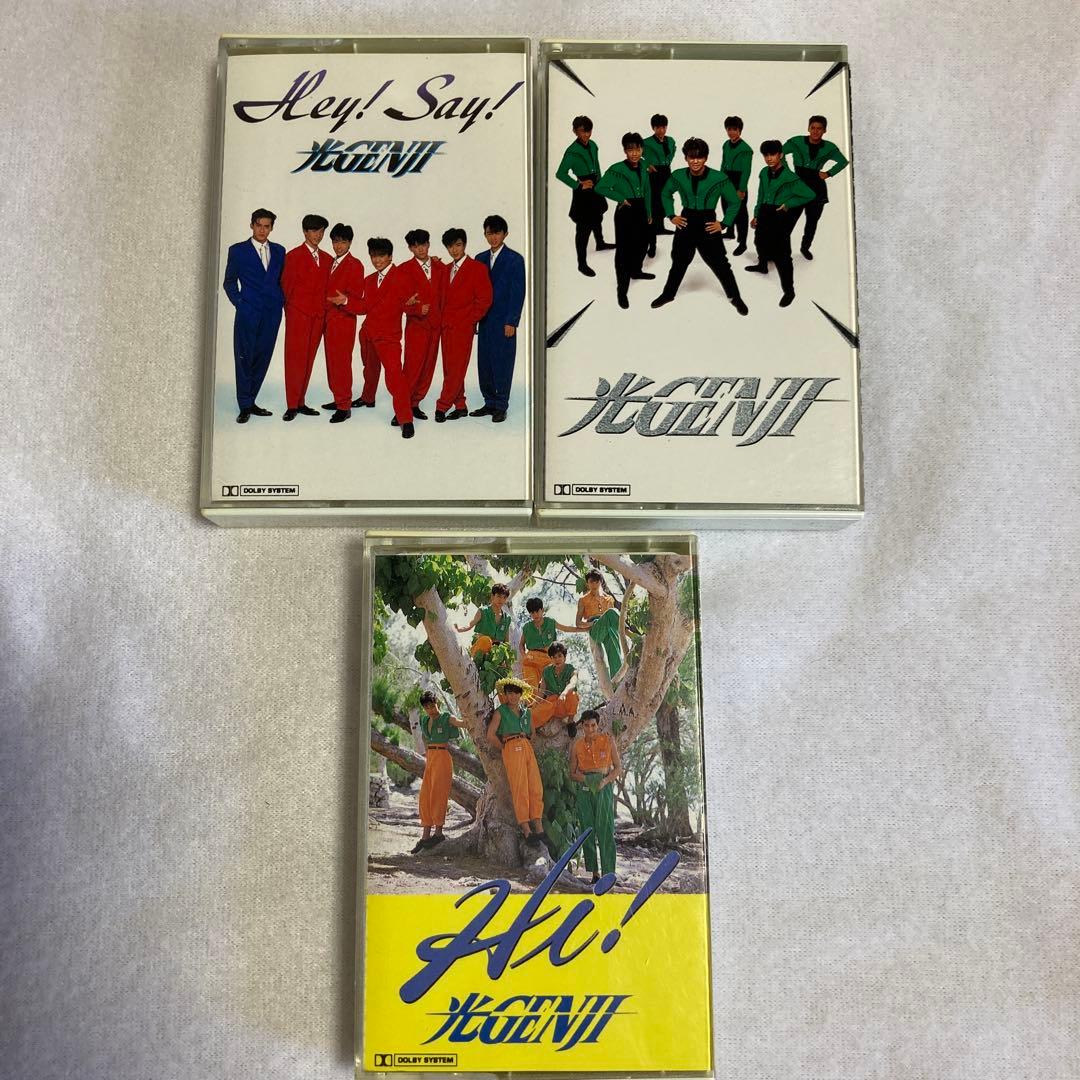 Hey! Say!
光GENJI
DOLBY SYSTEM
光GENJI
DOLBY SYSTEM
L.M.A.
Hi!
光GENJI
DOLBY SYSTEM